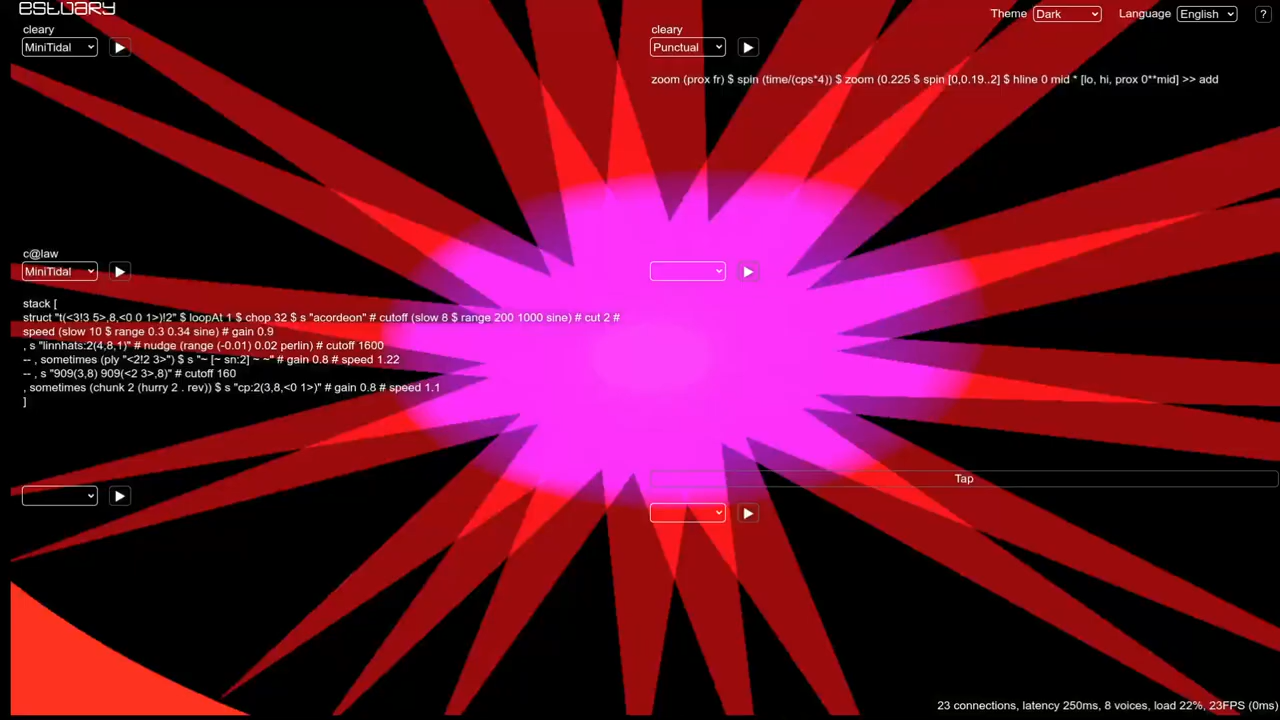 estuary
Theme Dark Language English ?
cleary
MiniTidal
cleary
Punctual
zoom (prox fr) $ spin (time/(cps*4)) $ zoom (0.225 $ spin [0,0.19..2] $ hline 0 mid * [lo, hi, prox 0**mid] >> add
c@law
MiniTidal
stack [
struct "t(<3!3 5>,8,<0 0 1>)!2" $ loopAt 1 $ chop 32 $ s "acordeon" # cutoff (slow 8 $ range 200 1000 sine) # cut 2 #
speed (slow 10 $ range 0.3 0.34 sine) # gain 0.9
, s "linnhats:2(4,8,1)" # nudge (range (-0.01) 0.02 perlin) # cutoff 1600
-- , sometimes (ply "<2!2 3>") $ s "~ [~ sn:2] ~ ~" # gain 0.8 # speed 1.22
-- , s "909(3,8) 909(<2 3>,8)" # cutoff 160
, sometimes (chunk 2 (hurry 2 . rev)) $ s "cp:2(3,8,<0 1>)" # gain 0.8 # speed 1.1
]
Tap
23 connections, latency 250ms, 8 voices, load 22%, 23FPS (0ms)